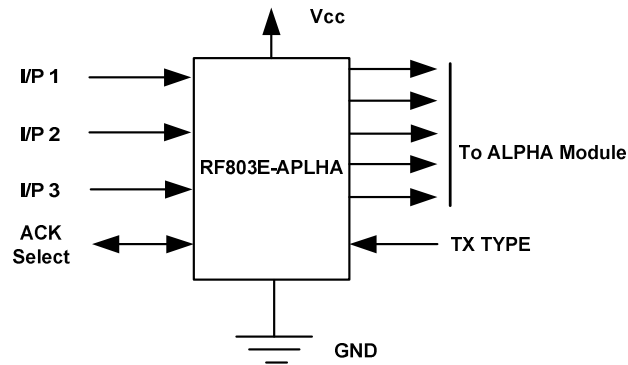 Vcc
I/P 1
I/P 2
RF803E-APLHA
To ALPHA Module
I/P 3
ACK
Select
TX TYPE
GND